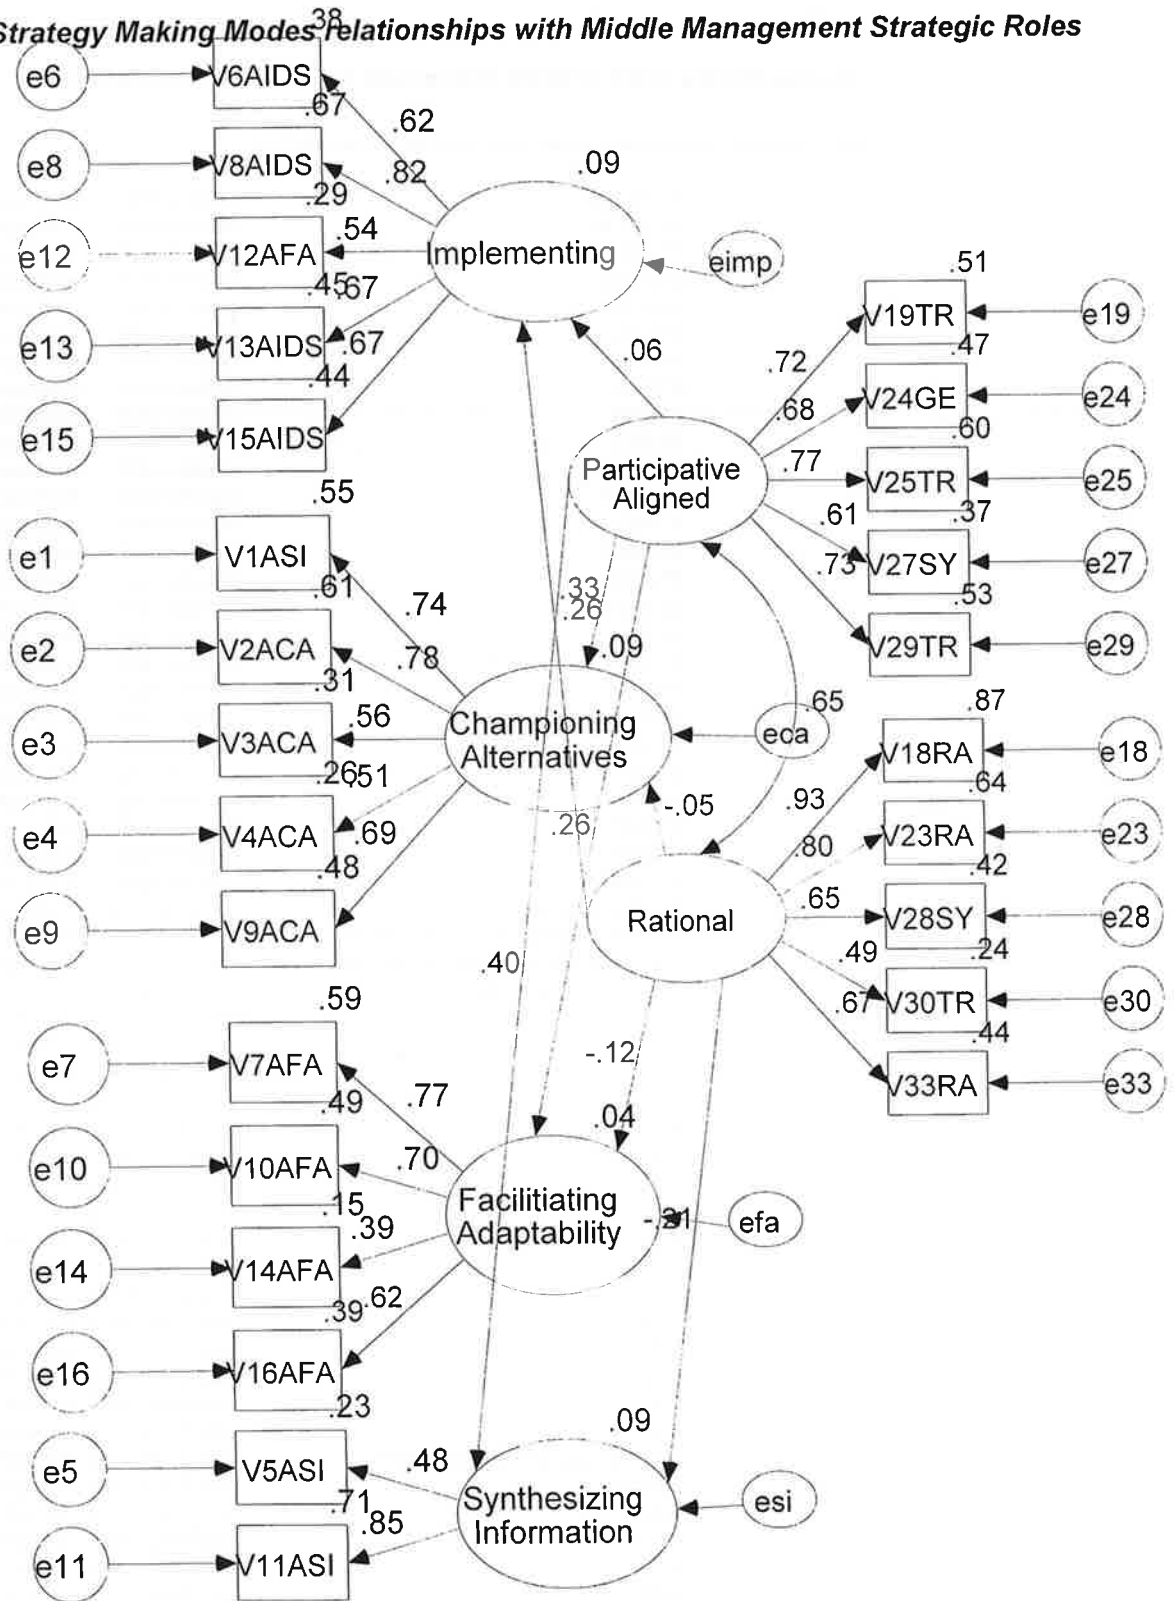 Strategy Making Modes relationships with Middle Management Strategic Roles
.38
e6
V6AIDS
.67
.62
e8
V8AIDS
.29
.82
.09
e12
V12AFA
.45
.54
Implementing
eimp
.67
e13
V13AIDS
.44
.67
e15
V15AIDS
.06
.51
V19TR
e19
.47
.72
V24GE
e24
.60
.68
Participative
Aligned
.77
V25TR
e25
.37
.61
V27SY
e27
.53
.73
V29TR
e29
.55
e1
V1ASI
.61
.74
.33
.26
e2
V2ACA
.31
.78
.09
e3
V3ACA
.26
.56
Championing
Alternatives
eca
.65
.51
e4
V4ACA
.48
.69
.26
-.05
e9
V9ACA
.87
V18RA
e18
.64
.93
V23RA
e23
.42
.80
Rational
.65
V28SY
e28
.24
.49
V30TR
e30
.44
.67
V33RA
e33
.40
.59
e7
V7AFA
.49
.77
-.12
.04
e10
V10AFA
.15
.70
Facilitiating
Adaptability
efa
.39
e14
V14AFA
.39
.62
e16
V16AFA
.23
.09
e5
V5ASI
.71
.48
Synthesizing
Information
esi
.85
e11
V11ASI